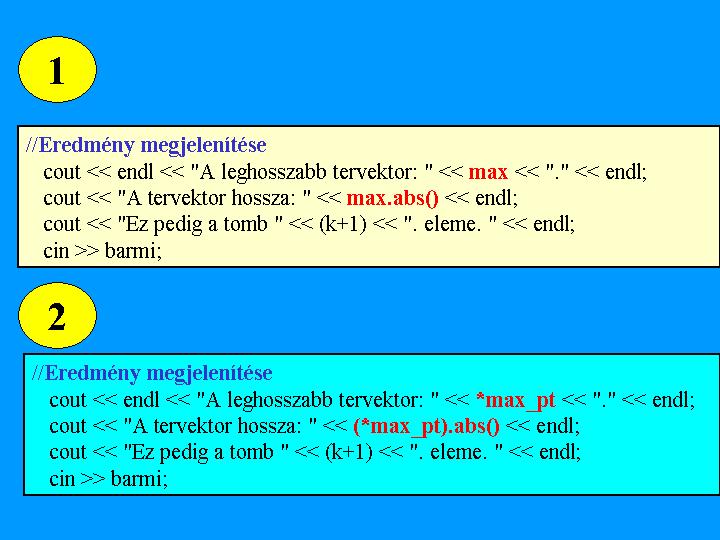 1
//Eredmény megjelenítése
cout << endl << "A leghosszabb tervektor: " << max << "." << endl;
cout << "A tervektor hossza: " << max.abs() << endl;
cout << "Ez pedig a tomb " << (k+1) << ". eleme. " << endl;
cin >> barmi;
2
//Eredmény megjelenítése
cout << endl << "A leghosszabb tervektor: " << *max_pt << "." << endl;
cout << "A tervektor hossza: " << (*max_pt).abs() << endl;
cout << "Ez pedig a tomb " << (k+1) << ". eleme. " << endl;
cin >> barmi;